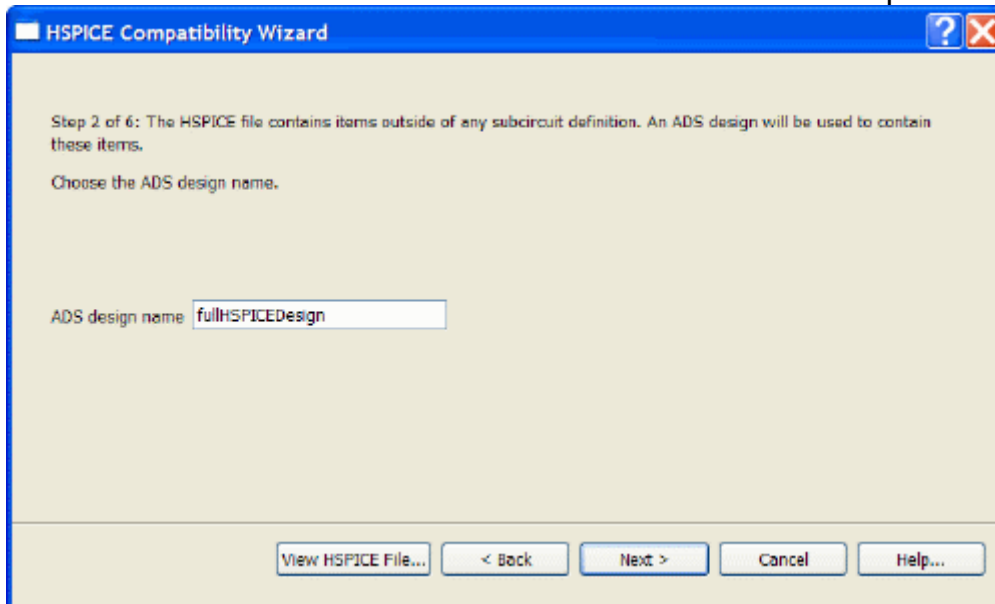 HSPICE Compatibility Wizard
Step 2 of 6: The HSPICE file contains items outside of any subcircuit definition. An ADS design will be used to contain
these items.
Choose the ADS design name.
ADS design name fullHSPICEDesign
View HSPICE File... < Back Next > Cancel Help...